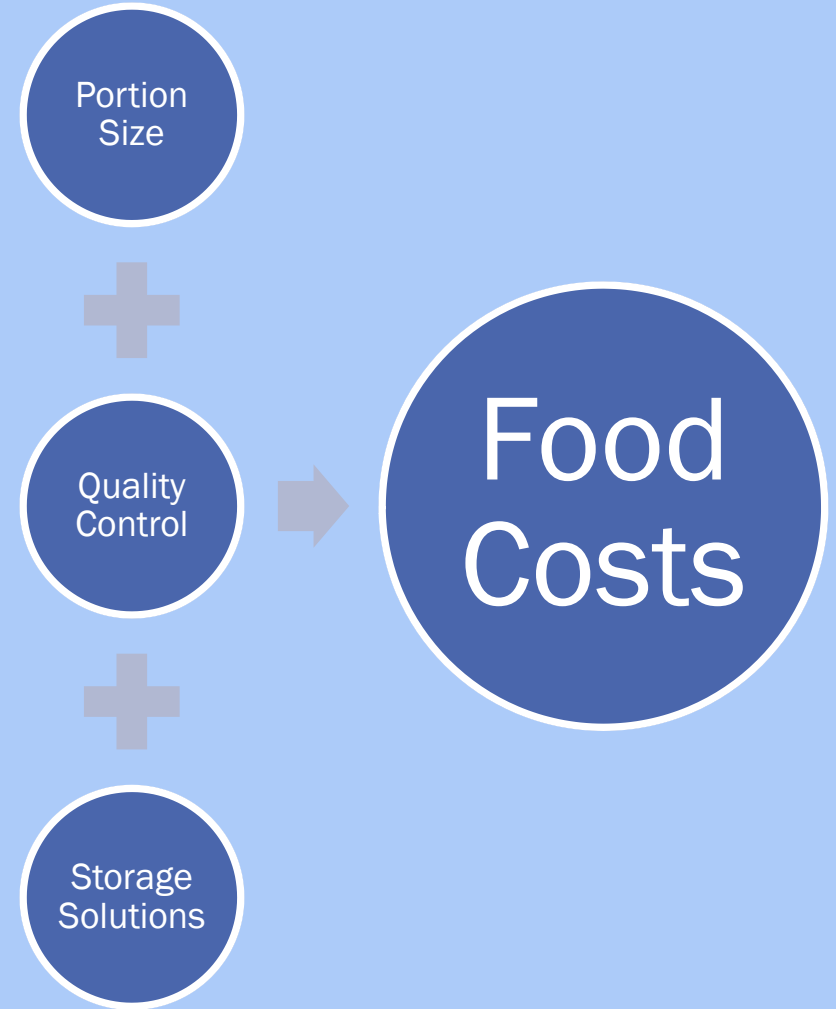 Portion
Size
Quality
Control
Storage
Solutions
Food
Costs